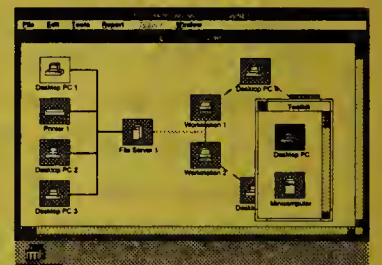 File Edit Tools Report Window
Desktop PC 1
Printer 1
Desktop PC 2
Desktop PC 3
File Server 1
Workstation 1
Workstation 2
Desktop PC
Toolkit
Desktop PC
Minicomputer